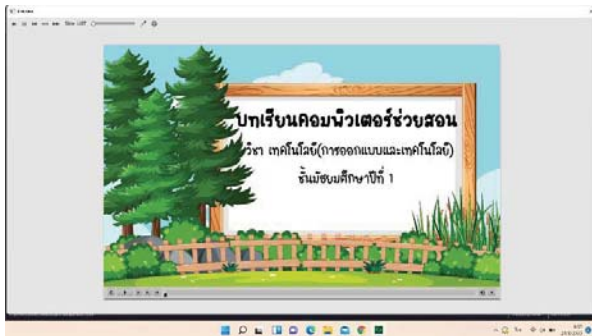 บทเรียนคอมพิวเตอร์ช่วยสอน
วิชา เทคโนโลยี(การออกแบบและเทคโนโลยี)
ชั้นมัธยมศึกษาปีที่ 1